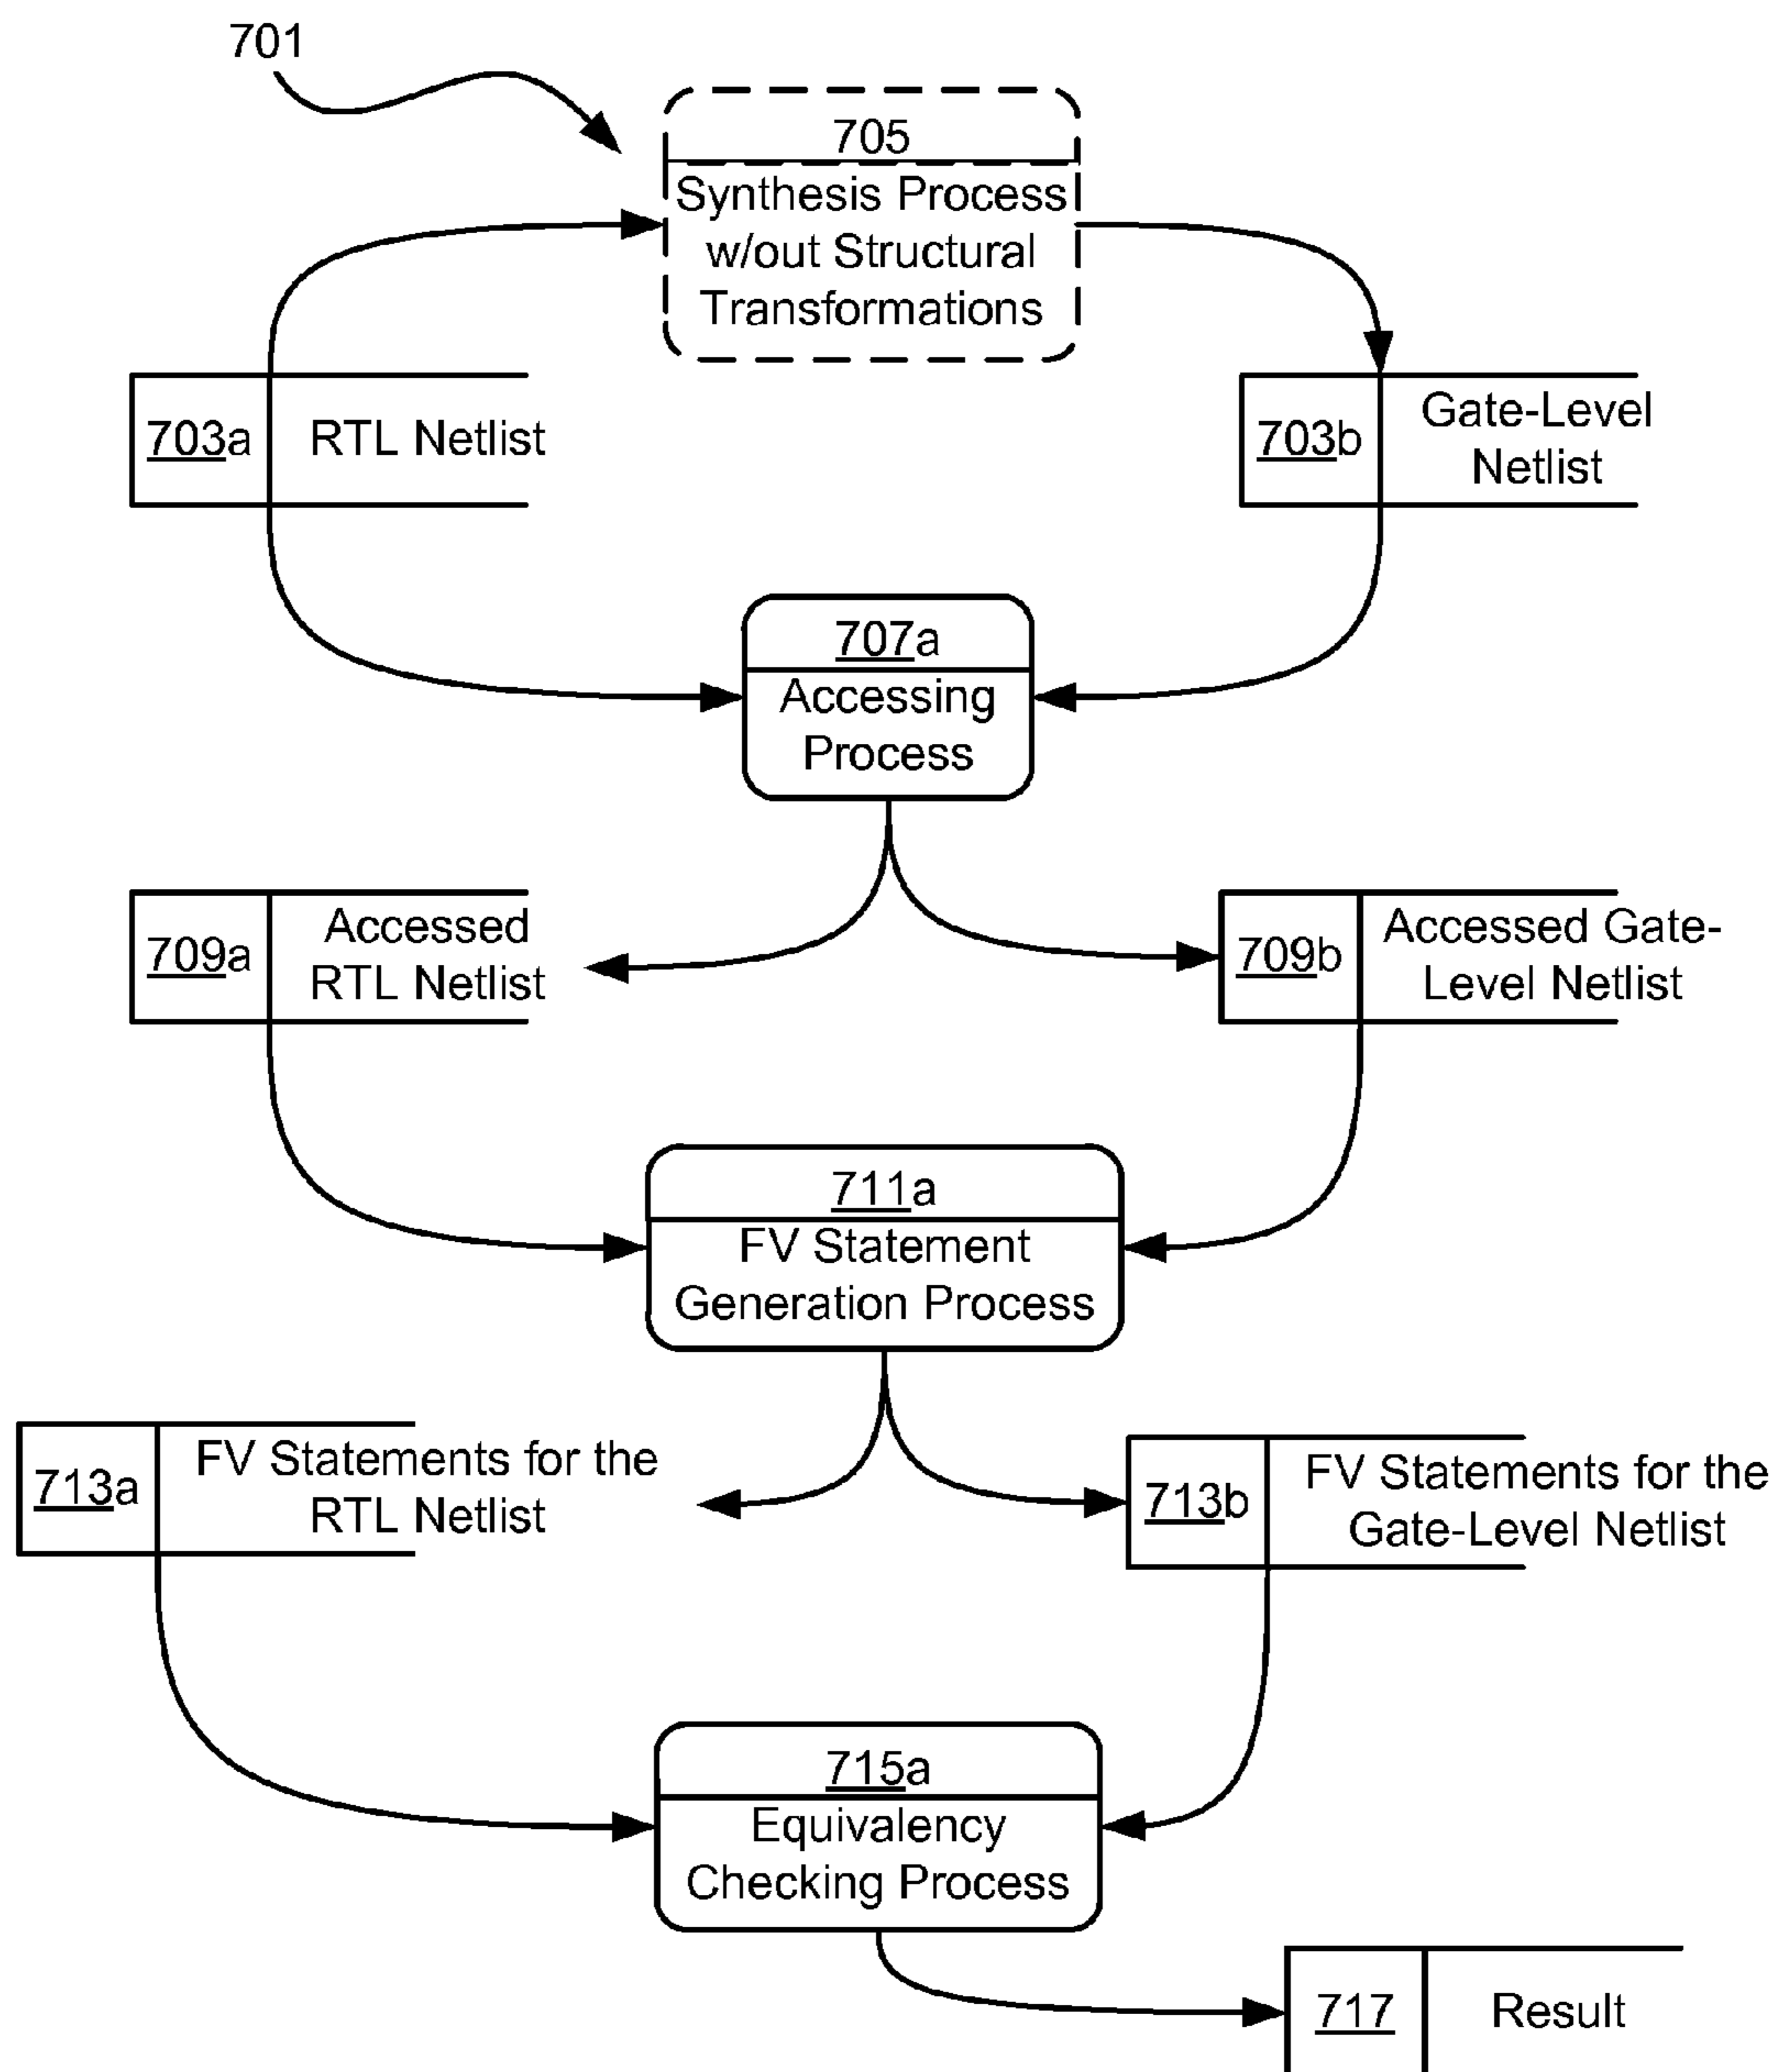 701
705
Synthesis Process
w/out Structural
Transformations
703a
RTL Netlist
703b
Gate-Level
Netlist
707a
Accessing
Process
709a
Accessed
RTL Netlist
709b
Accessed Gate-
Level Netlist
711a
FV Statement
Generation Process
713a
FV Statements for the
RTL Netlist
713b
FV Statements for the
Gate-Level Netlist
715a
Equivalency
Checking Process
717
Result